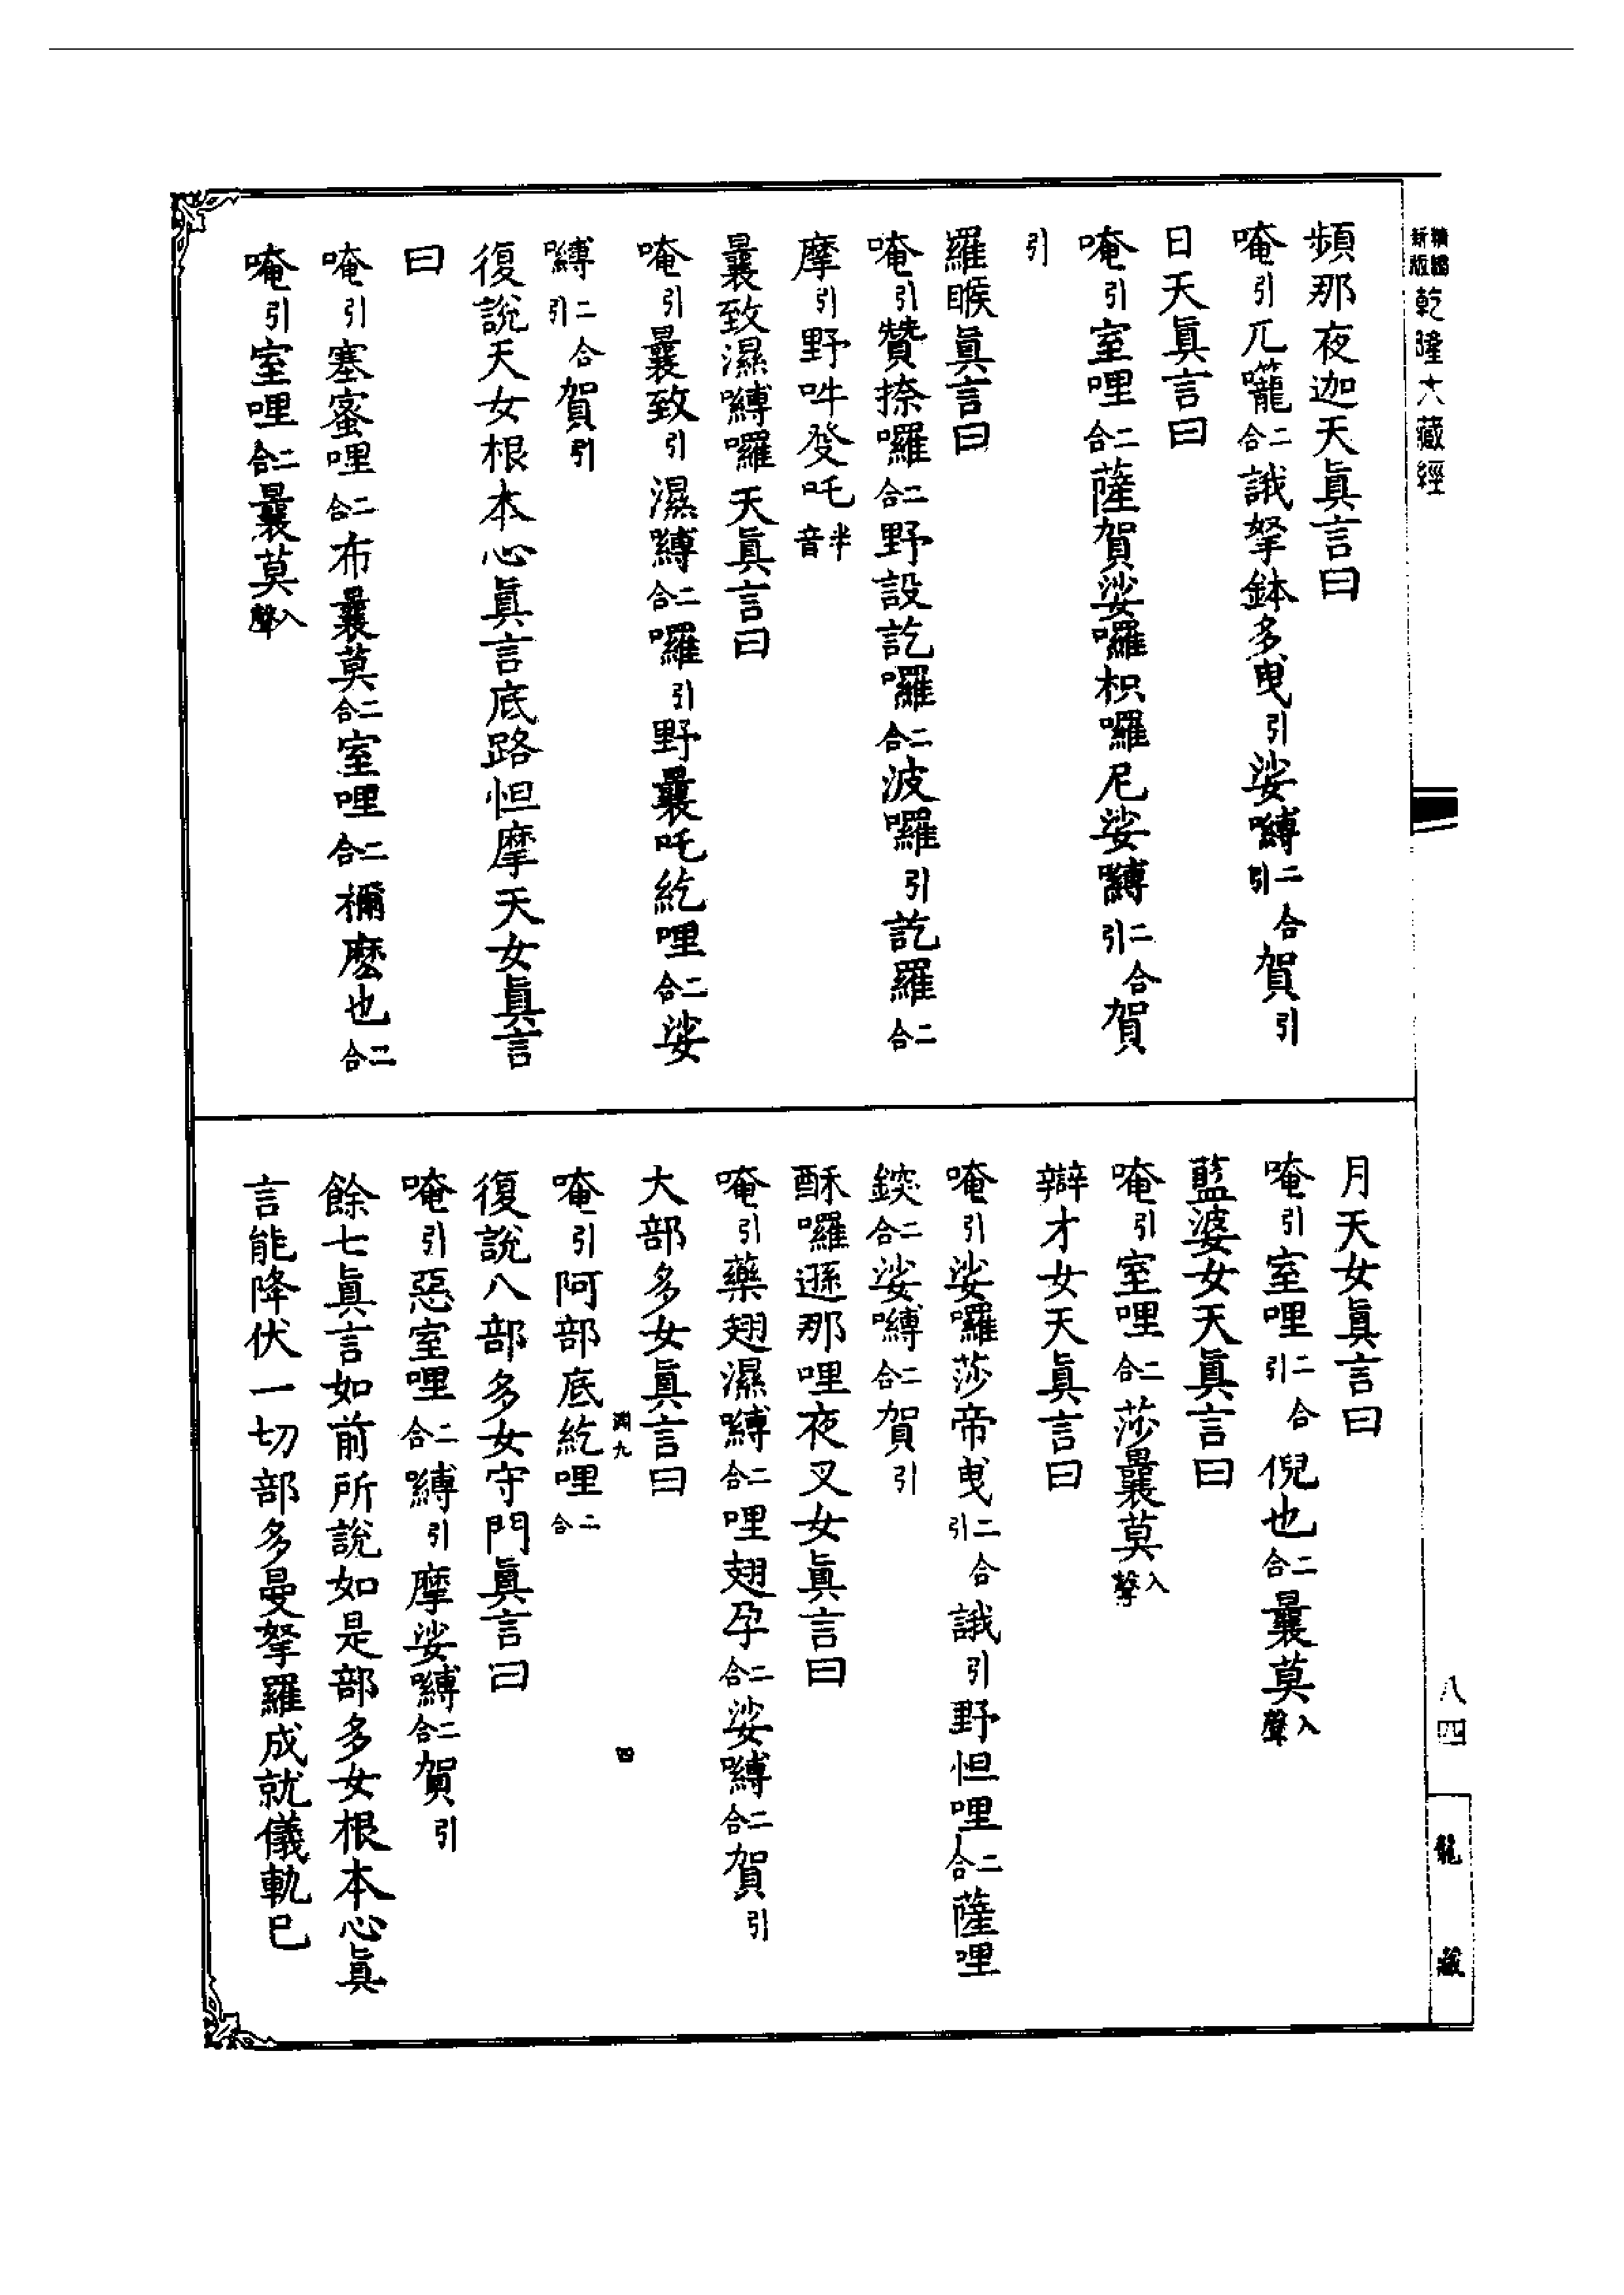 新版
精縮
乾隆大藏經
頻那夜迦天眞言曰
唵引兀嚨二合誐拏鉢多曳引娑嚩二合引賀引
日天眞言曰
唵引室哩二合薩賀娑囉枳囉尼娑嚩二合引賀
引
羅睺眞言曰
唵引贊捺囉二合野設訖囉二合波囉引訖羅二合
摩引野吽癹吒半音
曩致濕嚩囉天眞言曰
唵引曩致引濕嚩二合囉引野曩吒紇哩二合娑
嚩二合引賀引
復說天女根本心眞言底路怛摩天女眞言
曰
唵引塞蜜哩二合布曩莫二合室哩二合禰麽也二合
唵引室哩二合曩莫入聲
月天女眞言曰
唵引室哩二合引倪也二合曩莫入聲
藍婆女天眞言曰
唵引室哩二合莎曩莫入聲
辯才女天眞言曰
唵引娑囉莎帝曳二合引誐引野怛哩二合薩哩
鍐二合娑嚩二合賀引
酥囉遜那哩夜叉女眞言曰
唵引藥翅濕嚩二合哩翅孕二合娑嚩二合賀引
大部多女眞言曰
九
四
唵引阿部底紇哩二合
復說八部多女守門眞言曰
唵引惡室哩二合嚩引摩娑嚩二合賀引
餘七眞言如前所說如是部多女根本心眞
言能降伏一切部多曼拏羅成就儀軌巳
八四
龍藏